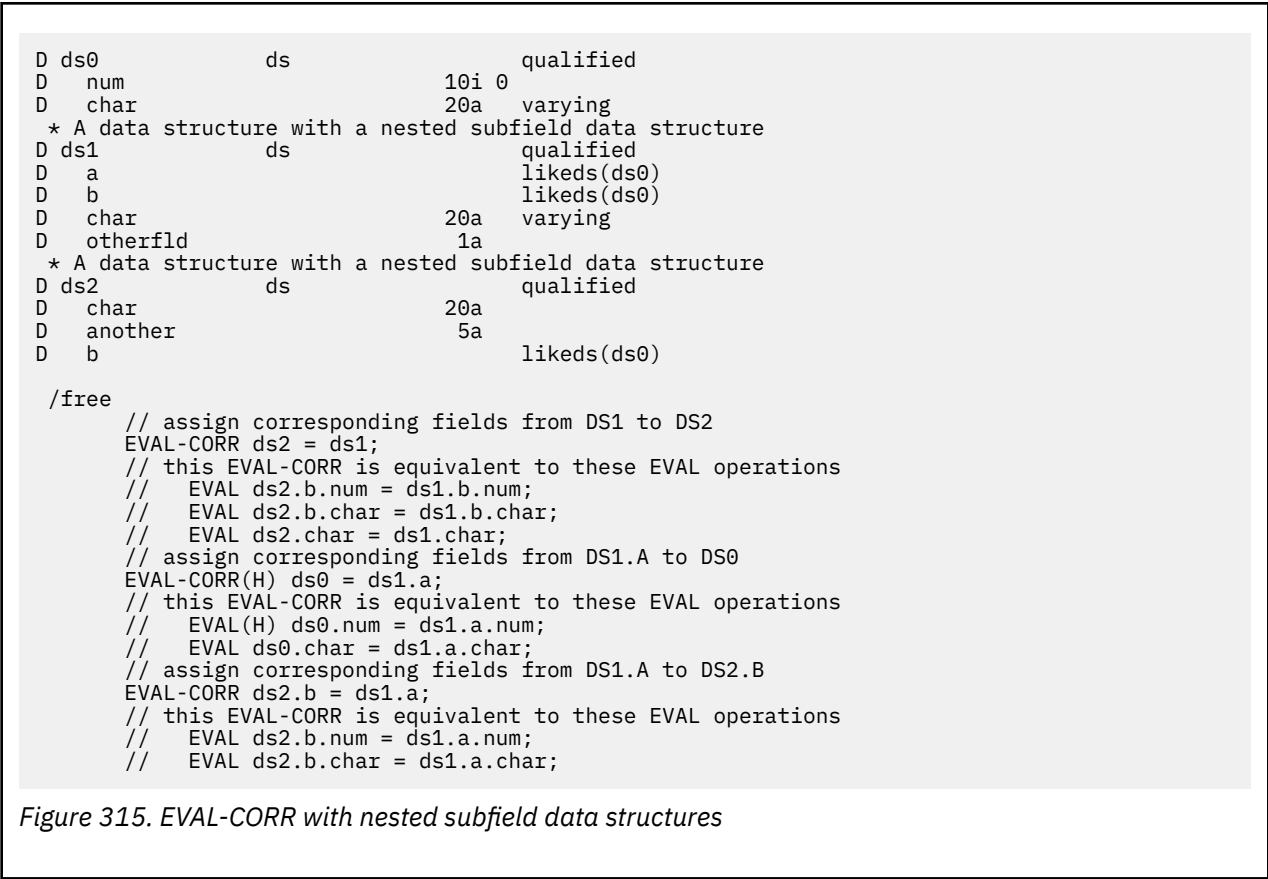 D ds0             ds                  qualified
D   num                         10i 0
D   char                        20a   varying
 * A data structure with a nested subfield data structure
D ds1             ds                  qualified
D   a                                 likeds(ds0)
D   b                                 likeds(ds0)
D   char                        20a   varying
D   otherfld                     1a
 * A data structure with a nested subfield data structure
D ds2             ds                  qualified
D   char                        20a
D   another                      5a
D   b                                 likeds(ds0)
 /free
       // assign corresponding fields from DS1 to DS2
       EVAL-CORR ds2 = ds1;
       // this EVAL-CORR is equivalent to these EVAL operations
       //   EVAL ds2.b.num = ds1.b.num;
       //   EVAL ds2.b.char = ds1.b.char;
       //   EVAL ds2.char = ds1.char;
       // assign corresponding fields from DS1.A to DS0
       EVAL-CORR(H) ds0 = ds1.a;
       // this EVAL-CORR is equivalent to these EVAL operations
       //   EVAL(H) ds0.num = ds1.a.num;
       //   EVAL ds0.char = ds1.a.char;
       // assign corresponding fields from DS1.A to DS2.B
       EVAL-CORR ds2.b = ds1.a;
       // this EVAL-CORR is equivalent to these EVAL operations
       //   EVAL ds2.b.num = ds1.a.num;
       //   EVAL ds2.b.char = ds1.a.char;
Figure 315. EVAL-CORR with nested subfield data structures